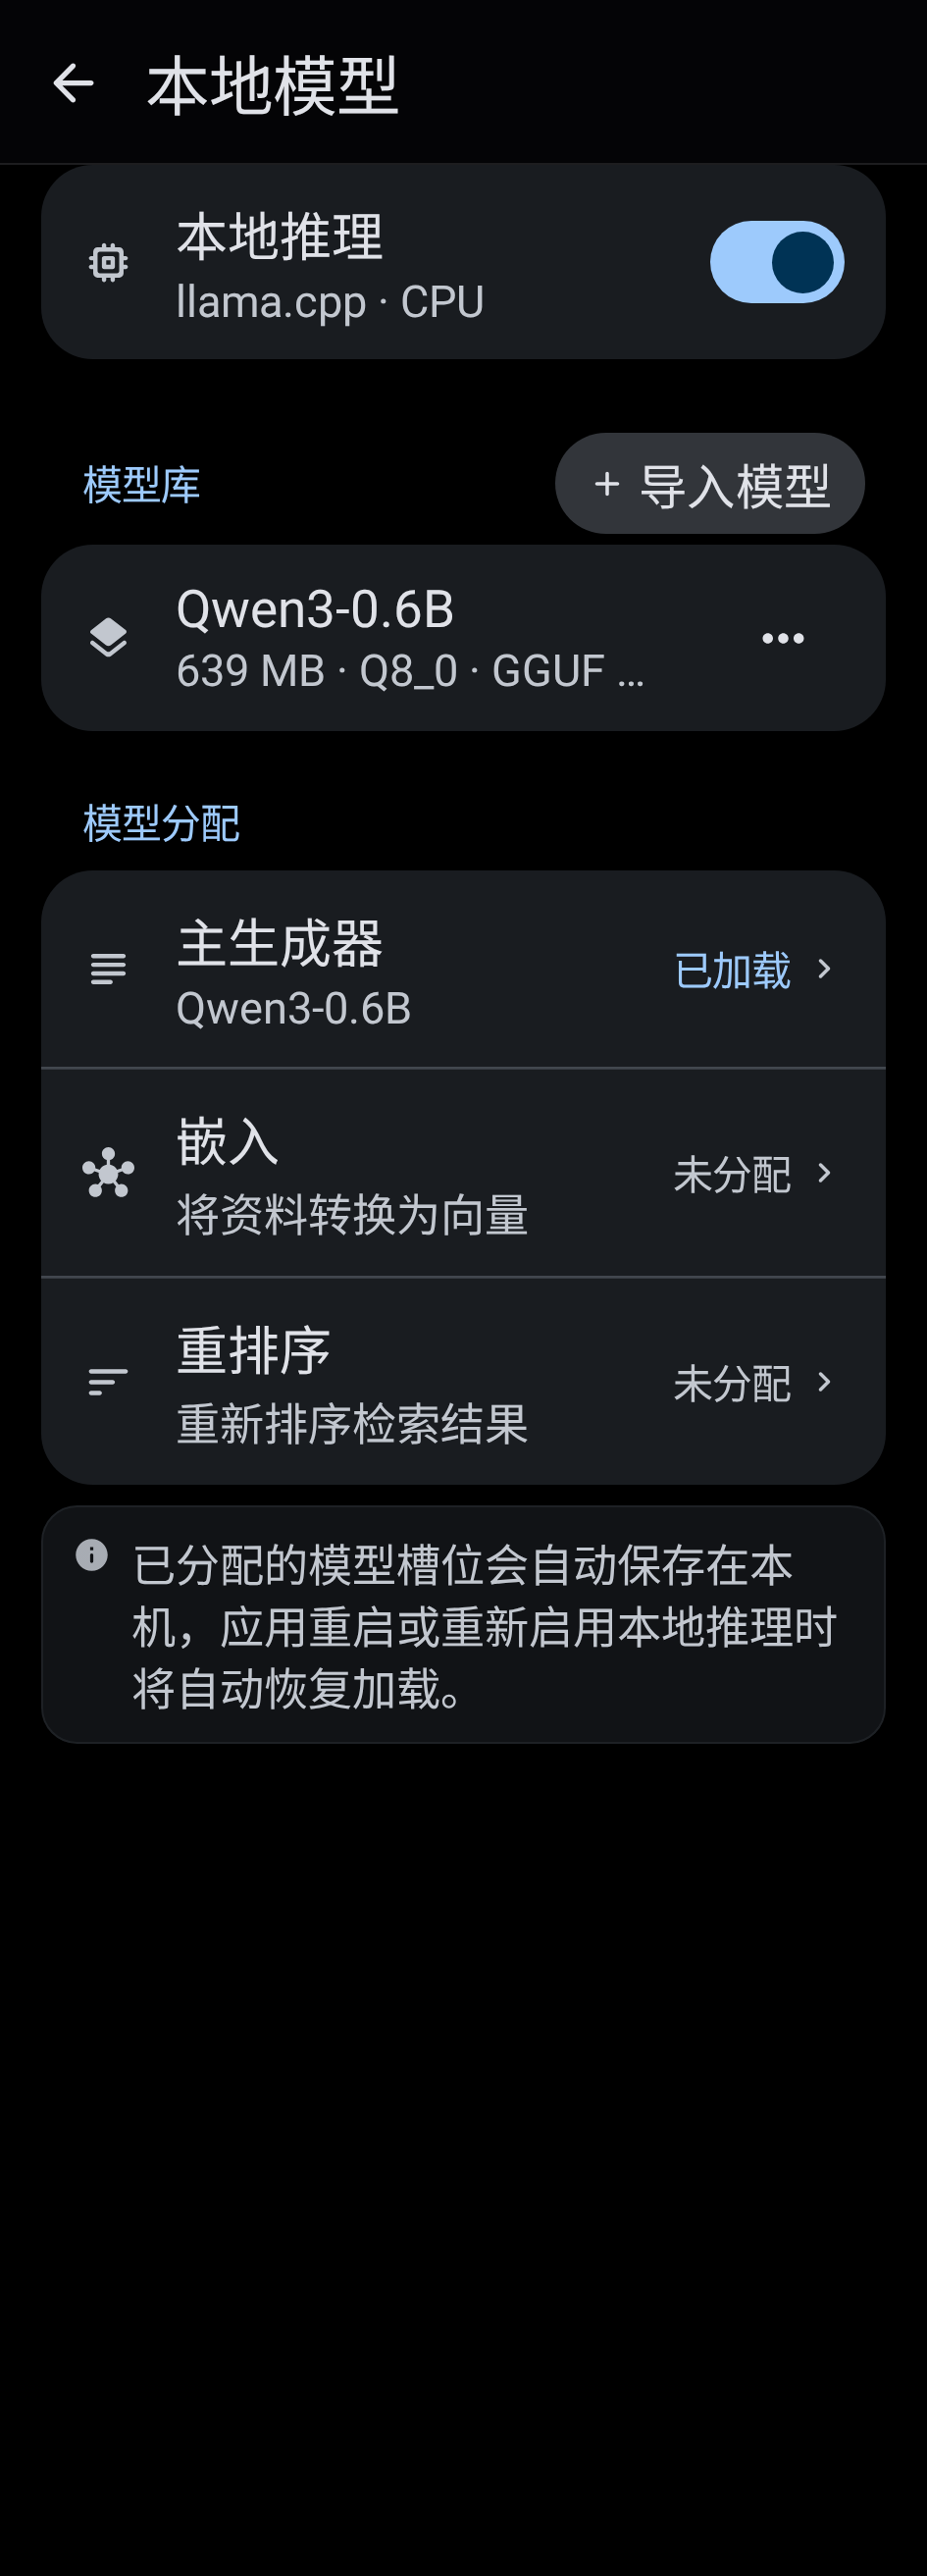 本地模型
本地推理
llama.cpp · CPU
模型库
+ 导入模型
Qwen3-0.6B
639 MB · Q8_0 · GGUF ...
模型分配
主生成器
Qwen3-0.6B
已加载
嵌入
将资料转换为向量
未分配
重排序
重新排序检索结果
未分配
已分配的模型槽位会自动保存在本
机，应用重启或重新启用本地推理时
将自动恢复加载。